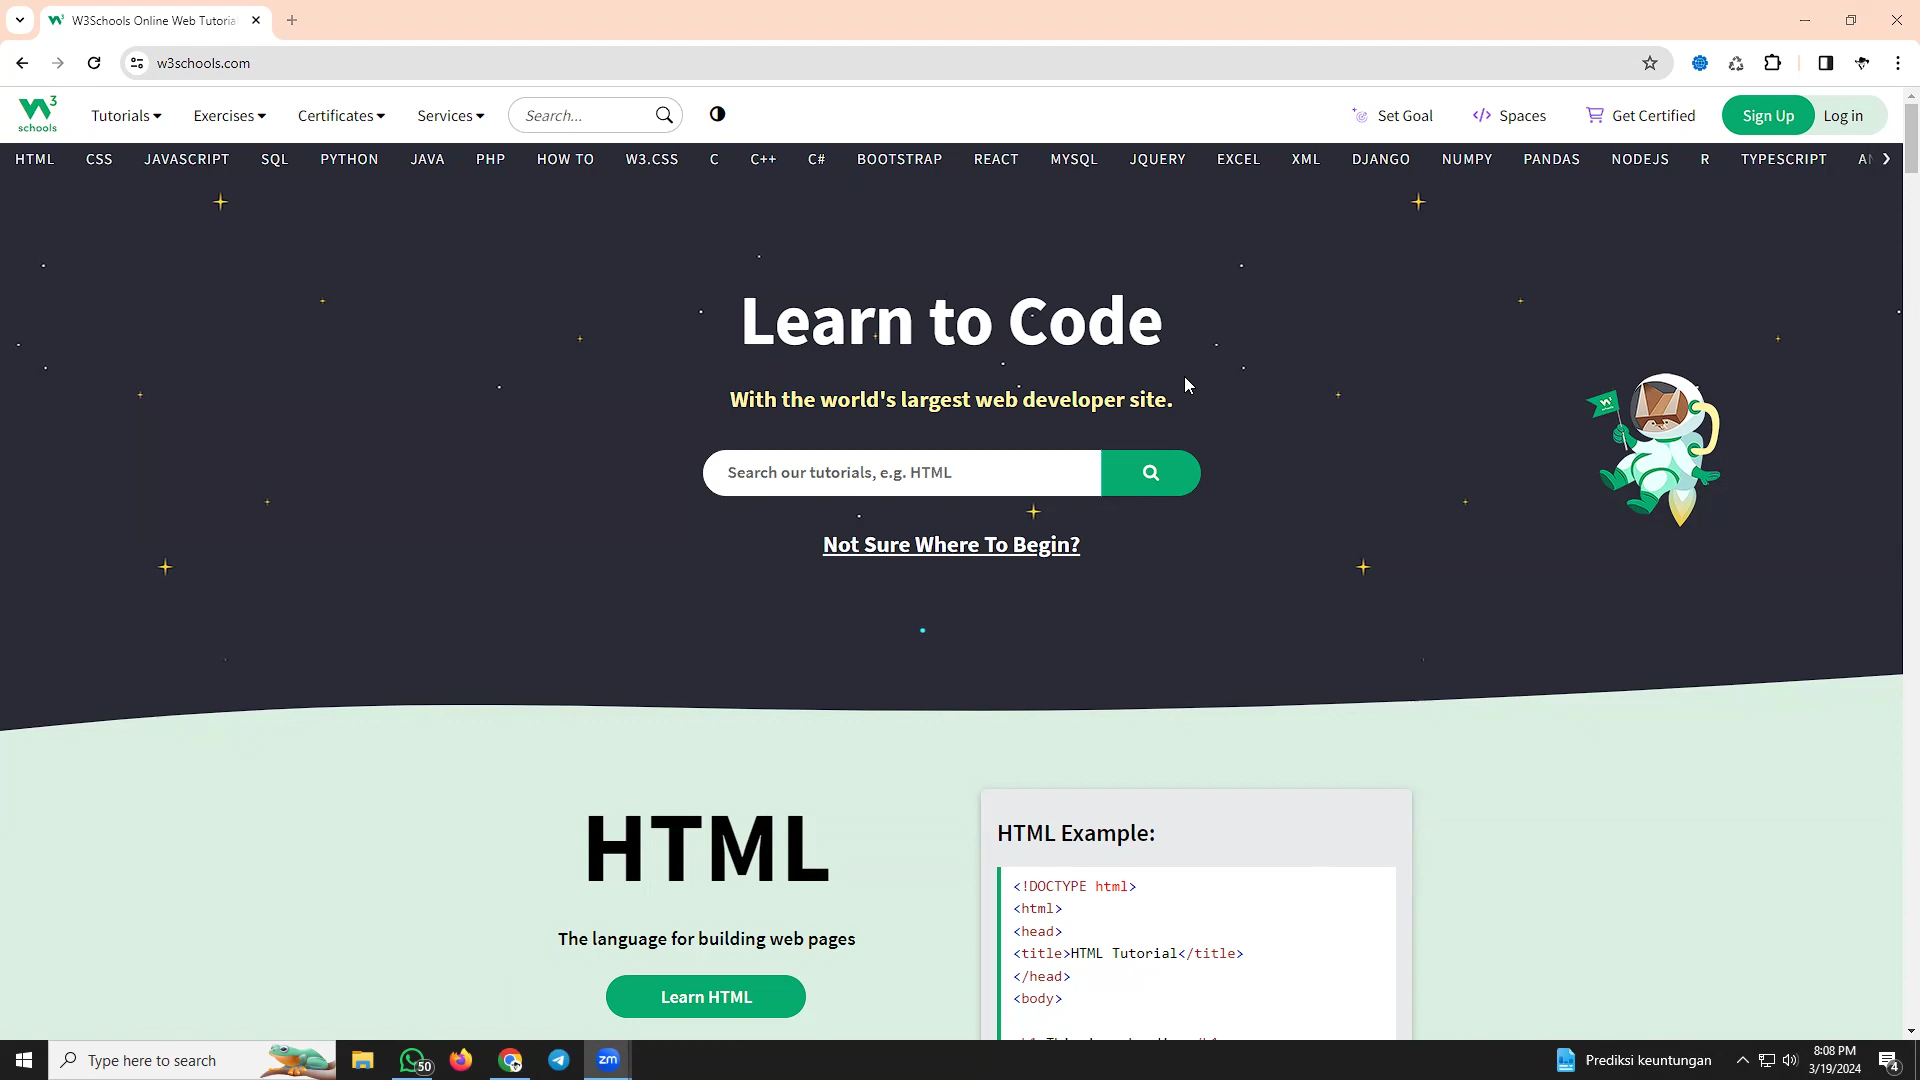 W3Schools Online Web Tutoria
w3schools.com
W3
schools
Tutorials
Exercises
Certificates
Services
Search...
Set Goal
Spaces
Get Certified
Sign Up
Log in
HTML CSS JAVASCRIPT SQL PYTHON JAVA PHP HOW TO W3.CSS C C++ C# BOOTSTRAP REACT MYSQL JQUERY EXCEL XML DJANGO NUMPY PANDAS NODEJS R TYPESCRIPT
Learn to Code
With the world's largest web developer site.
Search our tutorials, e.g. HTML
Not Sure Where To Begin?
HTML
The language for building web pages
Learn HTML
HTML Example:
<!DOCTYPE html>
<html>
<head>
<title>HTML Tutorial</title>
</head>
<body>
Type here to search
50
zm
Prediksi keuntungan
8:08 PM
3/19/2024
4